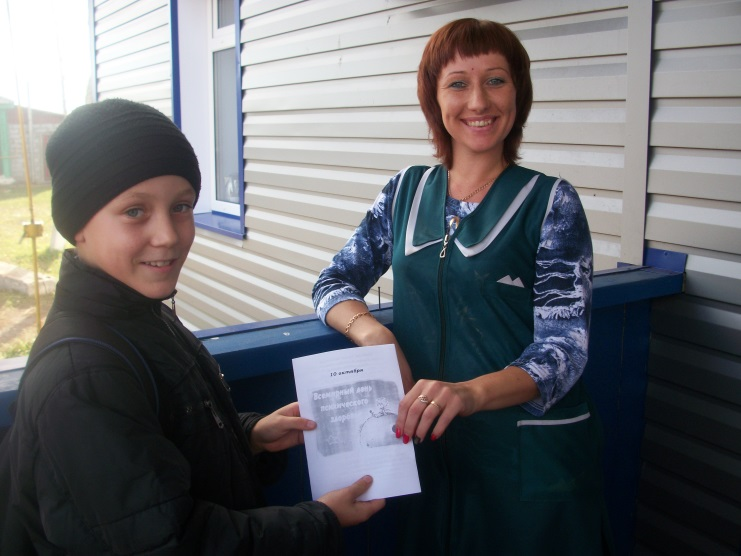 10 октября
Всемирный день
психического
здоровья